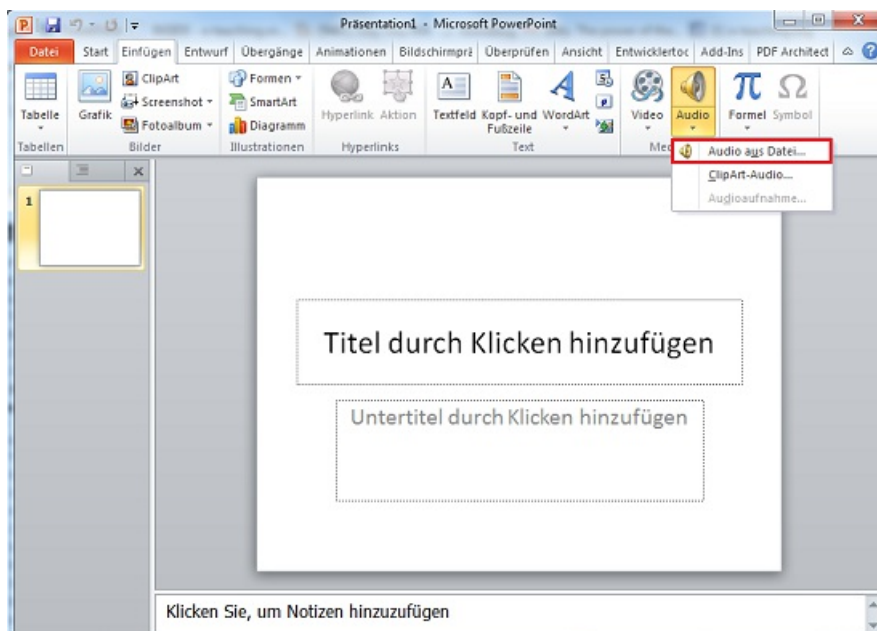 Präsentation1 - Microsoft PowerPoint
Datei Start Einfügen Entwurf Übergänge Animationen Bildschirmprä Überprüfen Ansicht Entwicklertoc Add-Ins PDF Architect
Tabelle
Grafik
ClipArt
Screenshot
Fotoalbum
Formen
SmartArt
Diagramm
Hyperlink
Aktion
Textfeld
Kopf- und
Fußzeile
WordArt
Video
Audio
Formel
Symbol
Tabellen Bilder Illustrationen Hyperlinks Text Med
Audio aus Datei...
ClipArt-Audio...
Audioaufnahme...
1
Titel durch Klicken hinzufügen
Untertitel durch Klicken hinzufügen
Klicken Sie, um Notizen hinzuzufügen